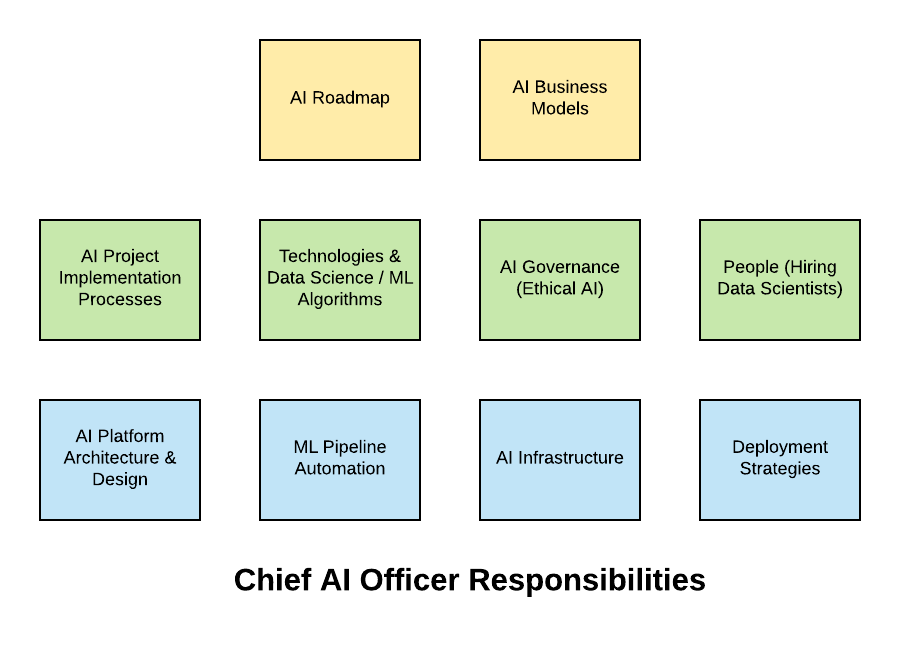 AI Roadmap
AI Business
Models
AI Project
Implementation
Processes
Technologies &
Data Science / ML
Algorithms
AI Governance
(Ethical AI)
People (Hiring
Data Scientists)
AI Platform
Architecture &
Design
ML Pipeline
Automation
AI Infrastructure
Deployment
Strategies
Chief AI Officer Responsibilities